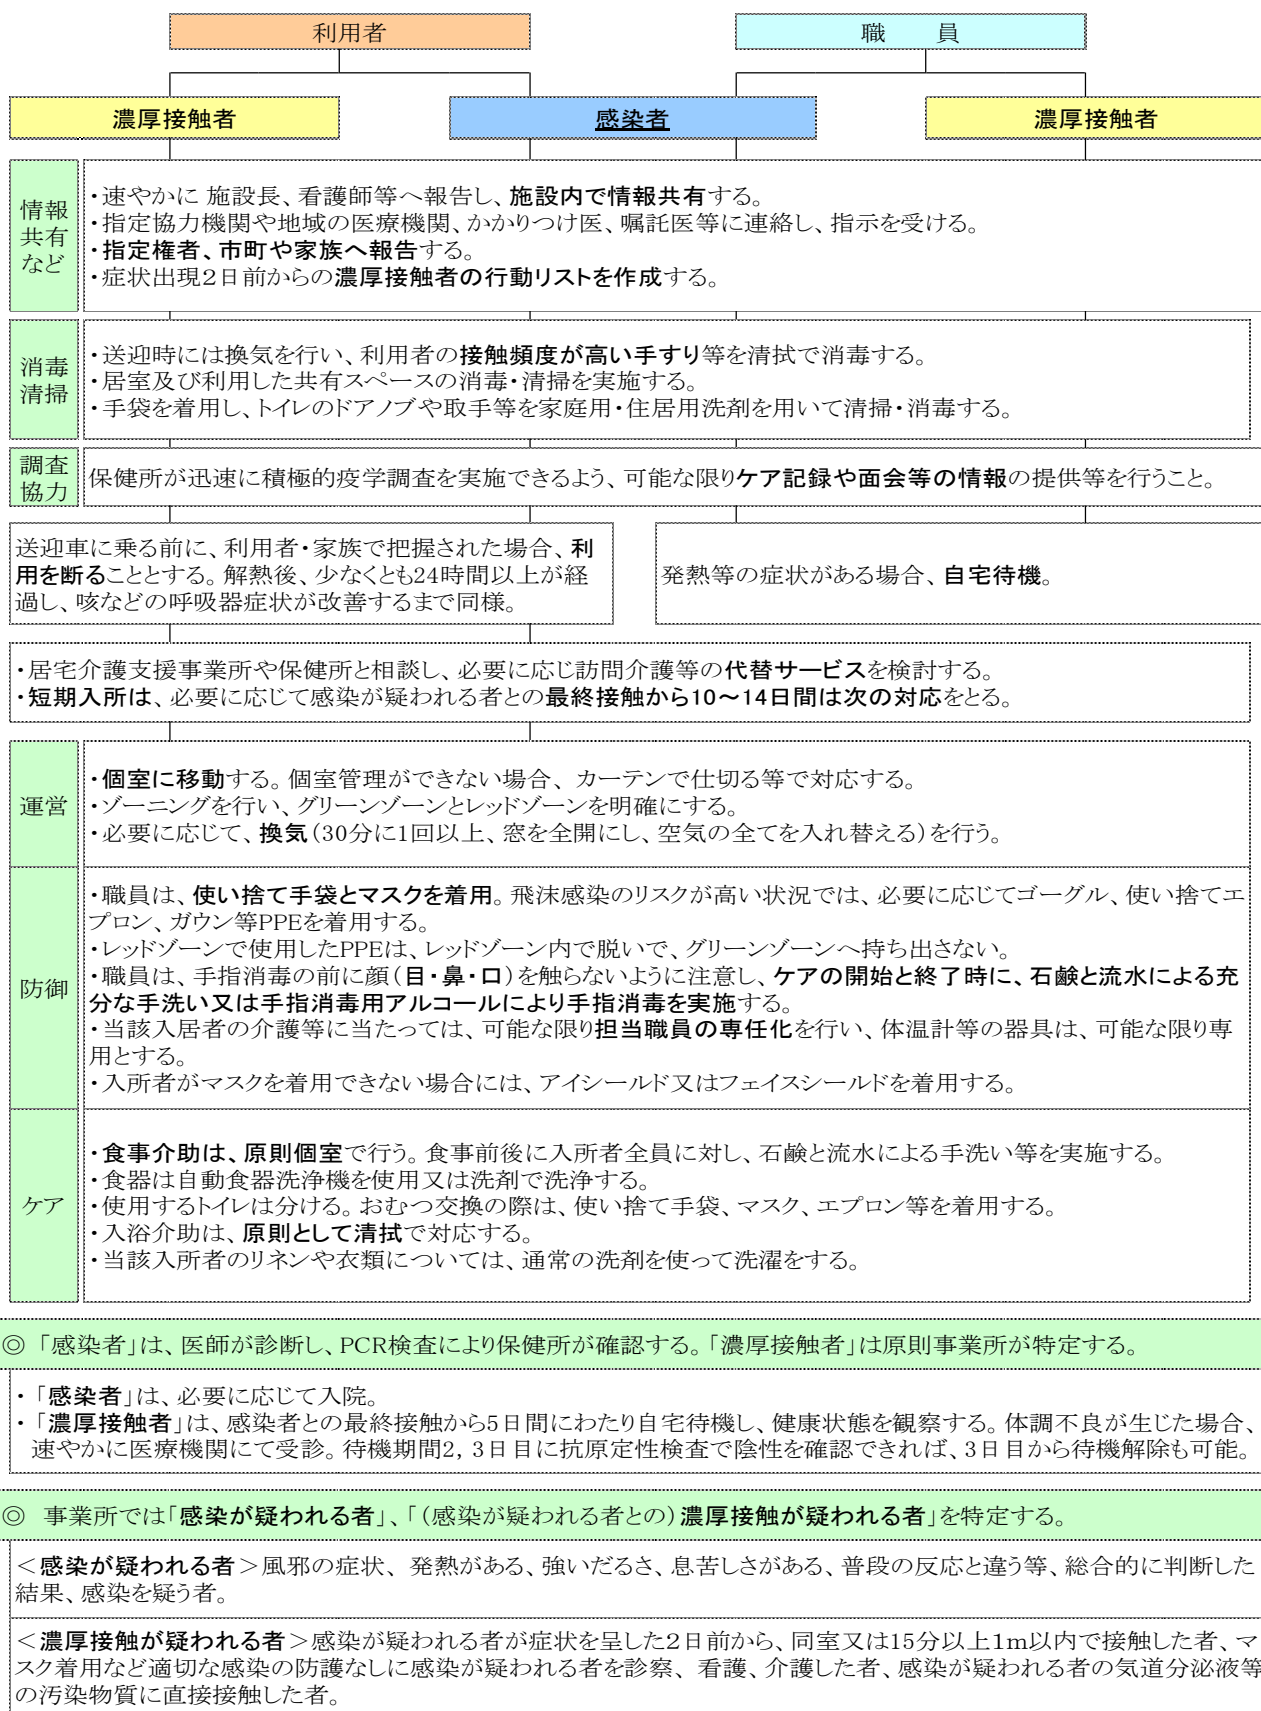 利用者
職　員
濃厚接触者
感染者
濃厚接触者
情報
共有
など
・速やかに 施設長、看護師等へ報告し、施設内で情報共有する。
・指定協力機関や地域の医療機関、かかりつけ医、嘱託医等に連絡し、指示を受ける。
・指定権者、市町や家族へ報告する。
・症状出現２日前からの濃厚接触者の行動リストを作成する。
消毒
清掃
・送迎時には換気を行い、利用者の接触頻度が高い手すり等を清拭で消毒する。
・居室及び利用した共有スペースの消毒・清掃を実施する。
・手袋を着用し、トイレのドアノブや取手等を家庭用・住居用洗剤を用いて清掃・消毒する。
調査
協力
保健所が迅速に積極的疫学調査を実施できるよう、可能な限りケア記録や面会等の情報の提供等を行うこと。
送迎車に乗る前に、利用者・家族で把握された場合、利
用を断ることとする。解熱後、少なくとも24時間以上が経
過し、咳などの呼吸器症状が改善するまで同様。
発熱等の症状がある場合、自宅待機。
・居宅介護支援事業所や保健所と相談し、必要に応じ訪問介護等の代替サービスを検討する。
・短期入所は、必要に応じて感染が疑われる者との最終接触から10～14日間は次の対応をとる。
運営
・個室に移動する。個室管理ができない場合、 カーテンで仕切る等で対応する。
・ゾーニングを行い、グリーンゾーンとレッドゾーンを明確にする。
・必要に応じて、換気（30分に1回以上、窓を全開にし、空気の全てを入れ替える）を行う。
防御
・職員は、使い捨て手袋とマスクを着用。飛沫感染のリスクが高い状況では、必要に応じてゴーグル、使い捨てエ
プロン、ガウン等PPEを着用する。
・レッドゾーンで使用したPPEは、レッドゾーン内で脱いで、グリーンゾーンへ持ち出さない。
・職員は、手指消毒の前に顔（目・鼻・口）を触らないように注意し、ケアの開始と終了時に、石鹸と流水による充
分な手洗い又は手指消毒用アルコールにより手指消毒を実施する。
・当該入居者の介護等に当たっては、可能な限り担当職員の専任化を行い、体温計等の器具は、可能な限り専
用とする。
・入所者がマスクを着用できない場合には、アイシールド又はフェイスシールドを着用する。
ケア
・食事介助は、原則個室で行う。食事前後に入所者全員に対し、石鹸と流水による手洗い等を実施する。
・食器は自動食器洗浄機を使用又は洗剤で洗浄する。
・使用するトイレは分ける。おむつ交換の際は、使い捨て手袋、マスク、エプロン等を着用する。
・入浴介助は、原則として清拭で対応する。
・当該入所者のリネンや衣類については、通常の洗剤を使って洗濯をする。
◎ 「感染者」は、医師が診断し、PCR検査により保健所が確認する。「濃厚接触者」は原則事業所が特定する。
・ 「感染者」は、必要に応じて入院。
・ 「濃厚接触者」は、感染者との最終接触から5日間にわたり自宅待機し、健康状態を観察する。体調不良が生じた場合、
速やかに医療機関にて受診。待機期間2，3日目に抗原定性検査で陰性を確認できれば、3日目から待機解除も可能。
◎　事業所では「感染が疑われる者」、「（感染が疑われる者との）濃厚接触が疑われる者」を特定する。
＜感染が疑われる者＞風邪の症状、 発熱がある、強いだるさ、息苦しさがある、普段の反応と違う等、総合的に判断した
結果、感染を疑う者。
＜濃厚接触が疑われる者＞感染が疑われる者が症状を呈した２日前から、同室又は15分以上１m以内で接触した者、マ
スク着用など適切な感染の防護なしに感染が疑われる者を診察、 看護、介護した者、感染が疑われる者の気道分泌液等
の汚染物質に直接接触した者。